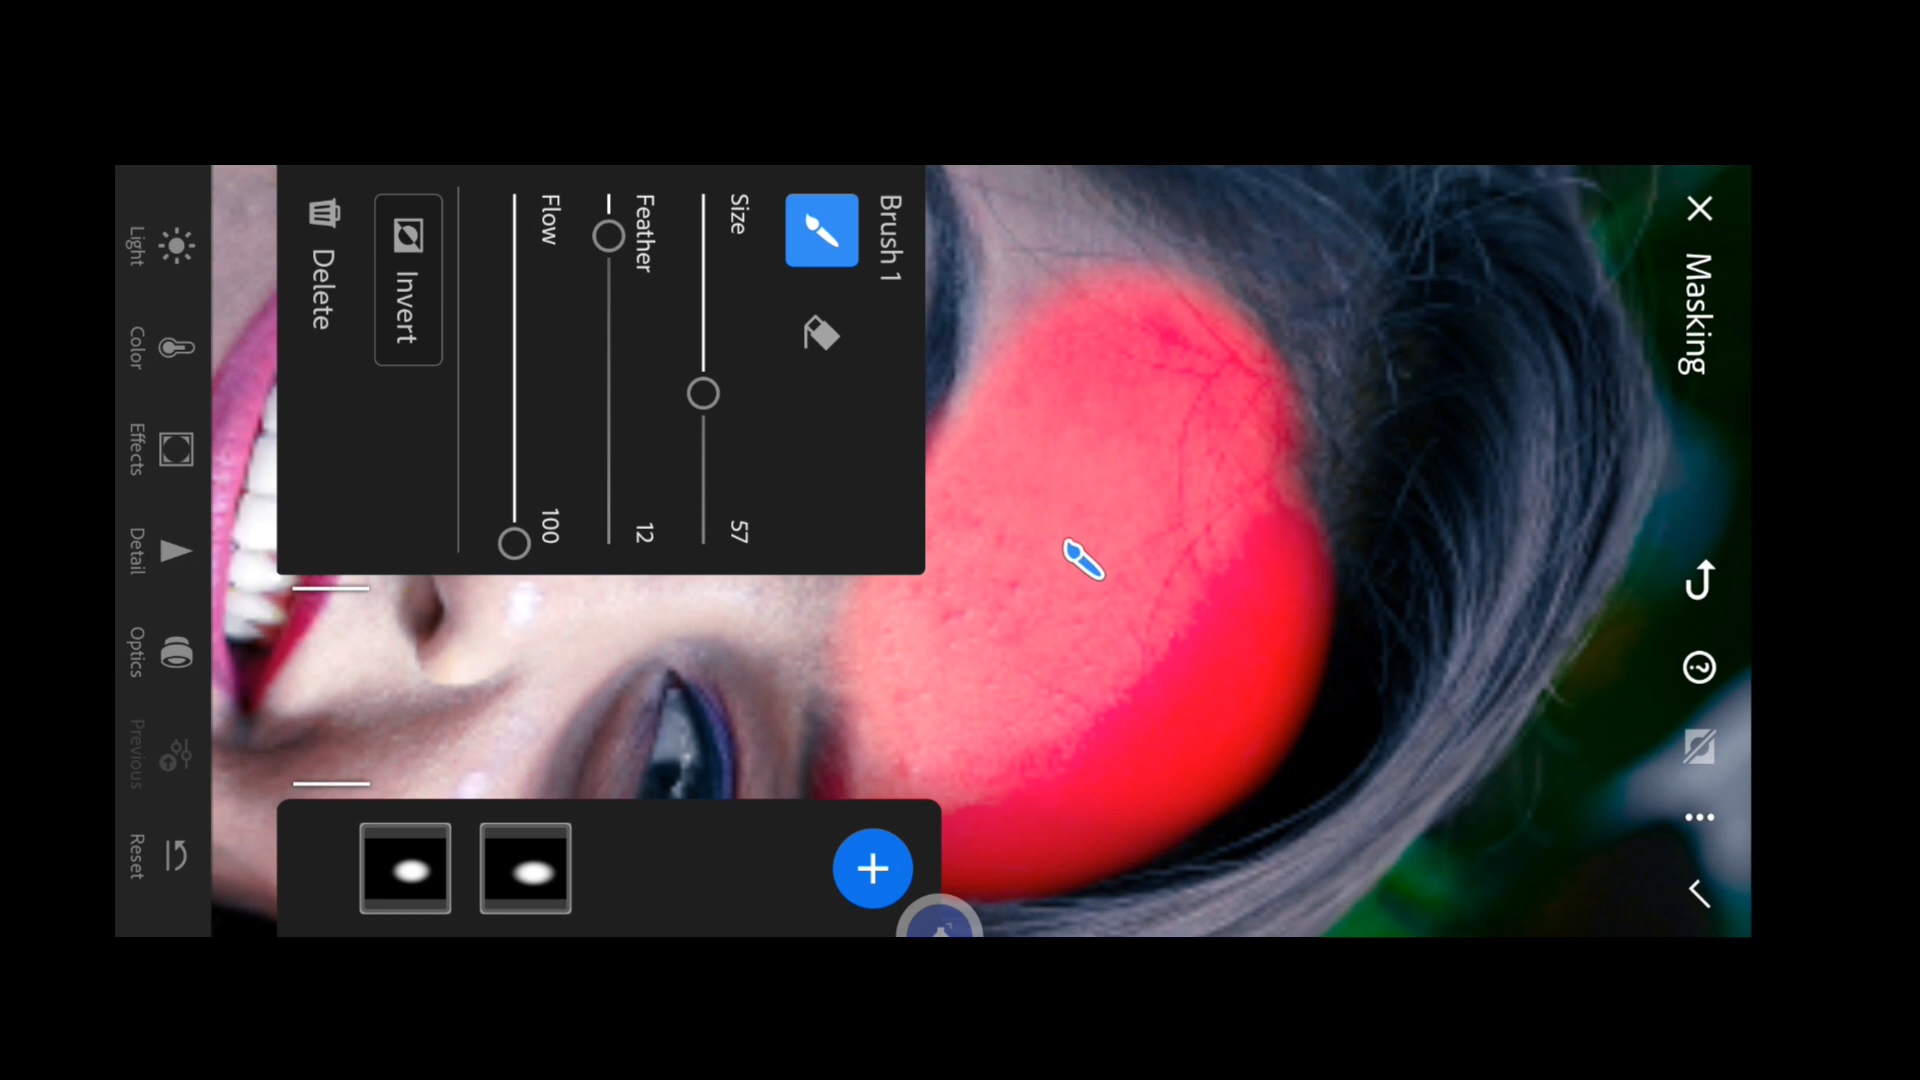 Masking
Brush 1
Size 57
Feather 12
Flow 100
Invert
Delete
Light
Color
Effects
Detail
Optics
Previous
Reset